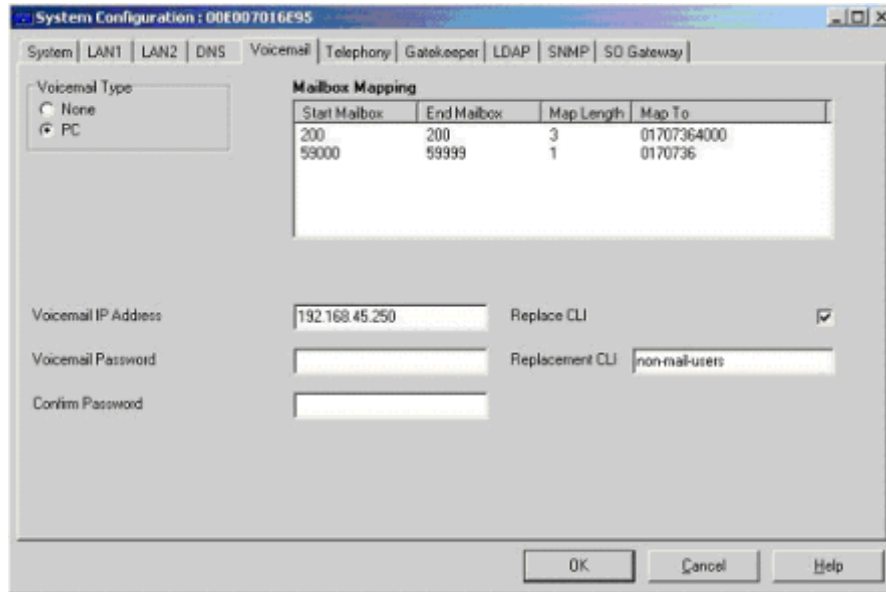 System Configuration : 00E007016E95
System LAN1 LAN2 DNS Voicemail Telephony Gatekeeper LDAP SNMP SO Gateway
Voicemail Type
None
PC
Mailbox Mapping
Start Mailbox End Mailbox Map Length Map To
200 200 3 01707364000
59000 59999 1 0170736
Voicemail IP Address 192.168.45.250 Replace CLI
Voicemail Password Replacement CLI non-mail-users
Confirm Password
OK Cancel Help